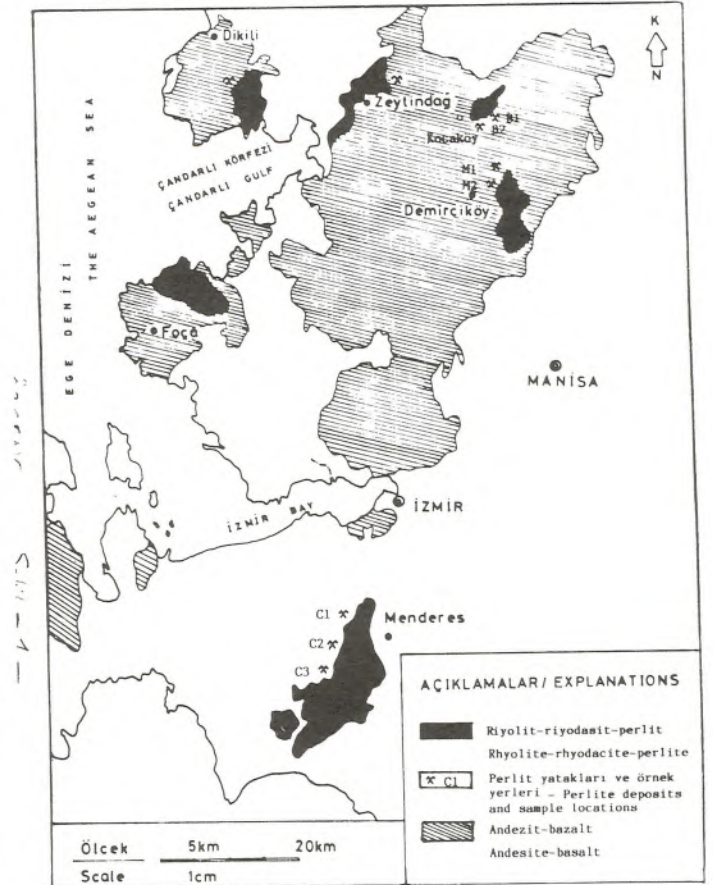 Dikili
K
N
Zeytindağ
B1
B2
Kocaköy
ÇANDARLI KÖRFEZİ
ÇANDARLI GULF
M1
M2
Demirciköy
EGE DENİZİ
THE AEGEAN SEA
Foça
MANİSA
İZMİR BAY
İZMİR
C1
Menderes
C2
C3
AÇIKLAMALAR/ EXPLANATIONS
Riyolit-riyodasit-perlit
Rhyolite-rhyodacite-perlite
C1 Perlit yatakları ve örnek
yerleri - Perlite deposits
and sample locations
Andezit-bazalt
Andesite-basalt
Ölcek 5km 20km
Scale 1cm